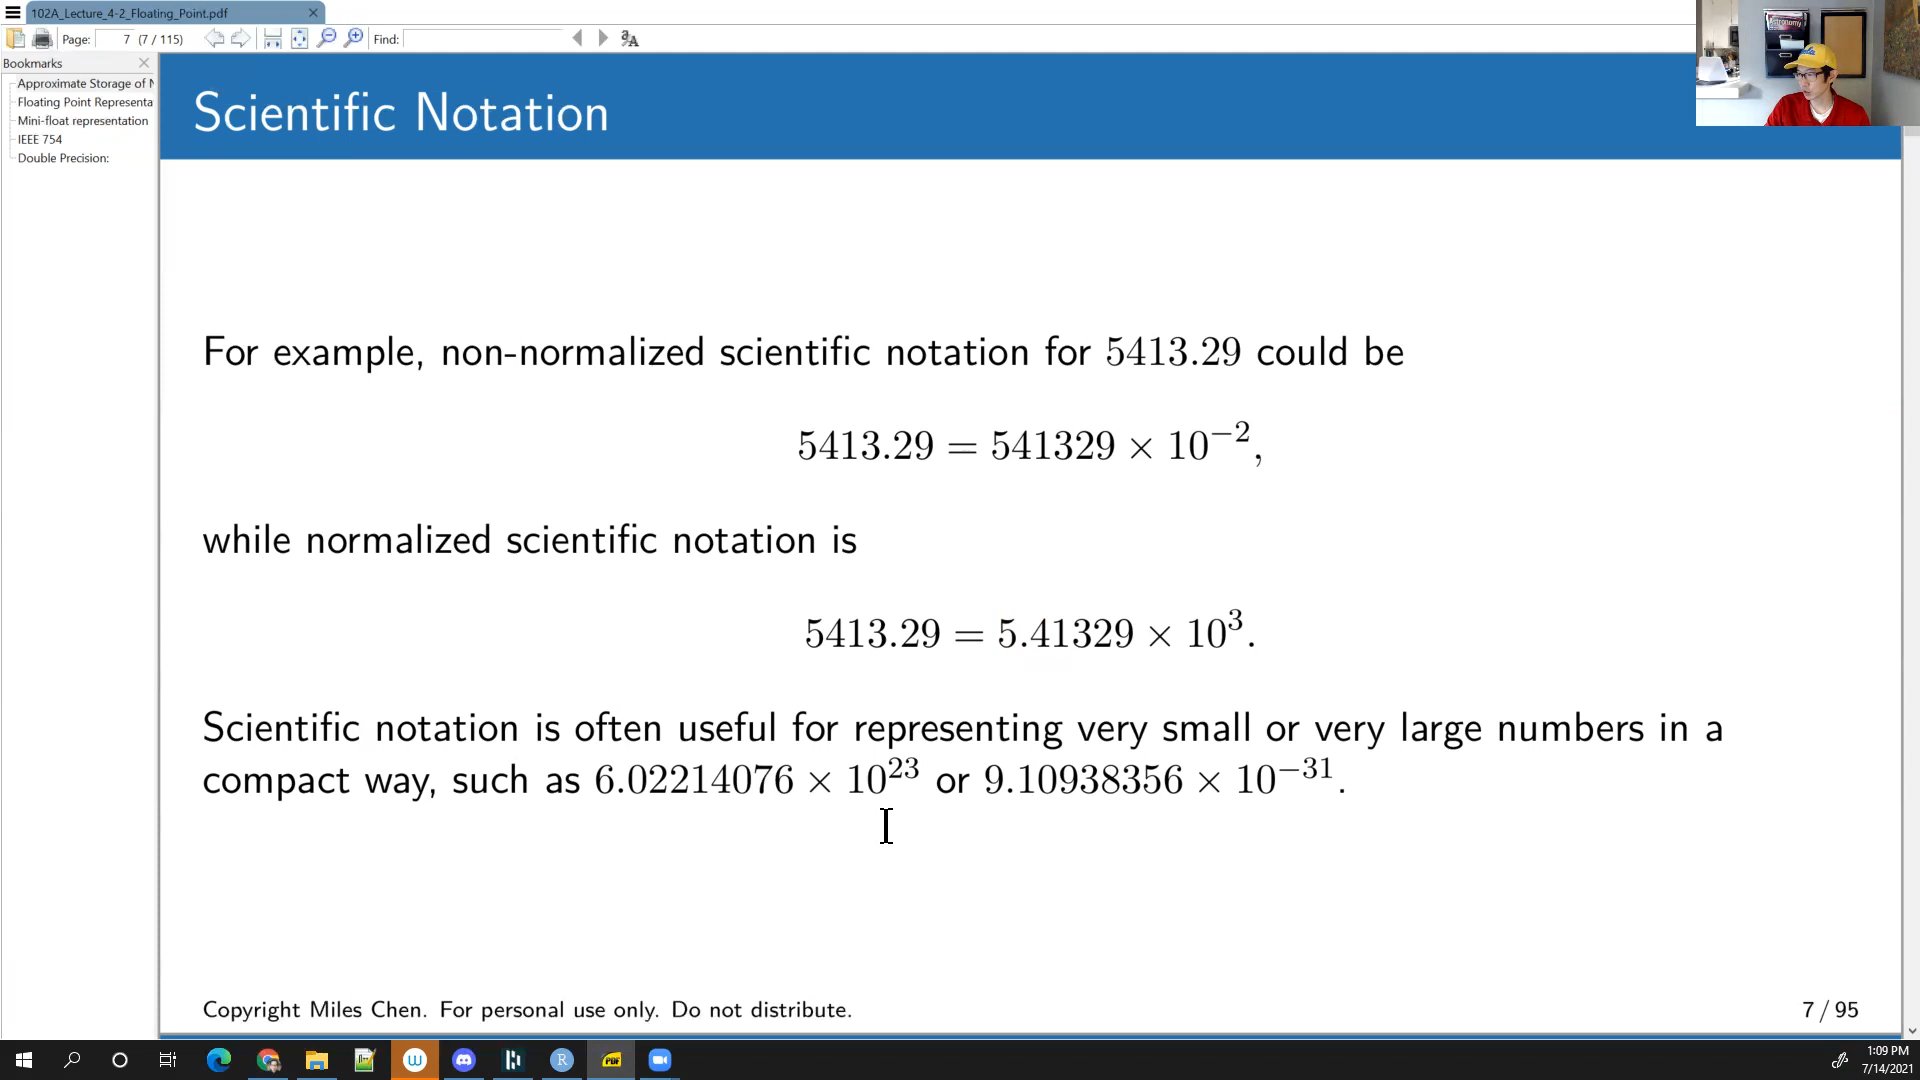 102A_Lecture_4-2_Floating_Point.pdf
Page: 7 (7 / 115) Find:
Bookmarks
Approximate Storage of N
Floating Point Representa
Mini-float representation
IEEE 754
Double Precision:
Scientific Notation
Astronomy
For example, non-normalized scientific notation for 5413.29 could be
5413.29 = 541329 × 10⁻²,
while normalized scientific notation is
5413.29 = 5.41329 × 10³.
Scientific notation is often useful for representing very small or very large numbers in a
compact way, such as 6.02214076 × 10²³ or 9.10938356 × 10⁻³¹.
Copyright Miles Chen. For personal use only. Do not distribute.
7 / 95
1:09 PM
7/14/2021